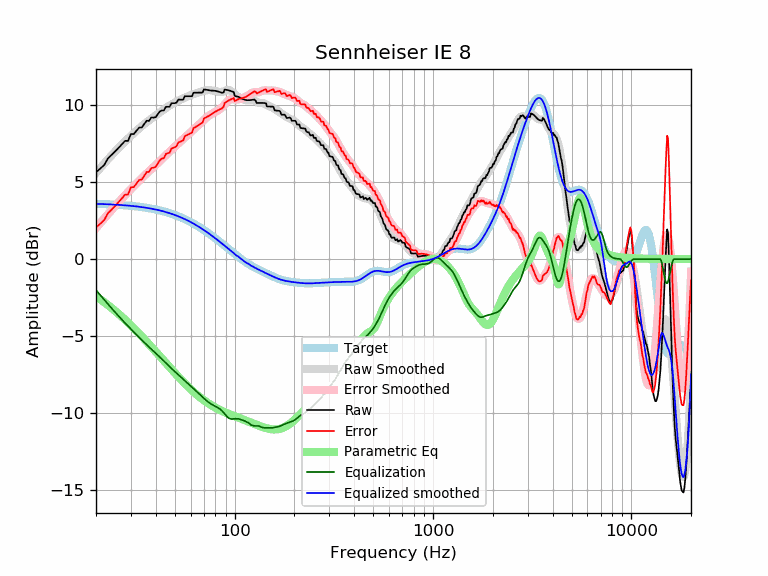 Sennheiser IE 8
10
5
0
−5
−10
−15
Amplitude (dBr)
Target
Raw Smoothed
Error Smoothed
Raw
Error
Parametric Eq
Equalization
Equalized smoothed
100
1000
10000
Frequency (Hz)